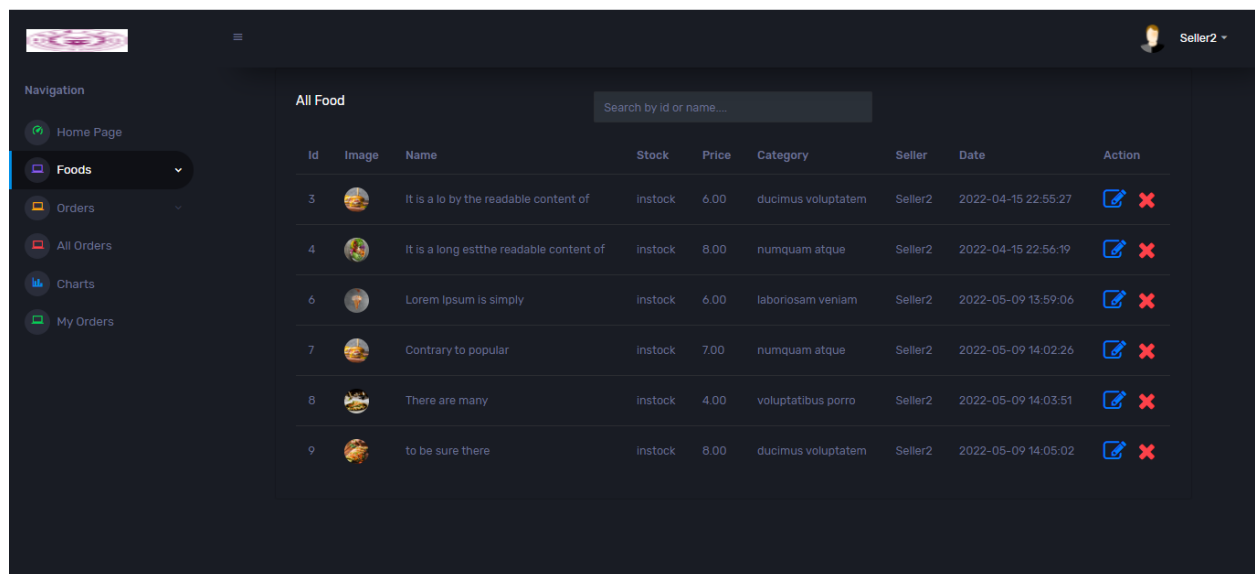 Seller2
Navigation
Home Page
Foods
Orders
All Orders
Charts
My Orders
All Food
Search by id or name....
Id Image Name Stock Price Category Seller Date Action
3 It is a lo by the readable content of instock 6.00 ducimus voluptatem Seller2 2022-04-15 22:55:27
4 It is a long estthe readable content of instock 8.00 numquam atque Seller2 2022-04-15 22:56:19
6 Lorem Ipsum is simply instock 6.00 laboriosam veniam Seller2 2022-05-09 13:59:06
7 Contrary to popular instock 7.00 numquam atque Seller2 2022-05-09 14:02:26
8 There are many instock 4.00 voluptatibus porro Seller2 2022-05-09 14:03:51
9 to be sure there instock 8.00 ducimus voluptatem Seller2 2022-05-09 14:05:02